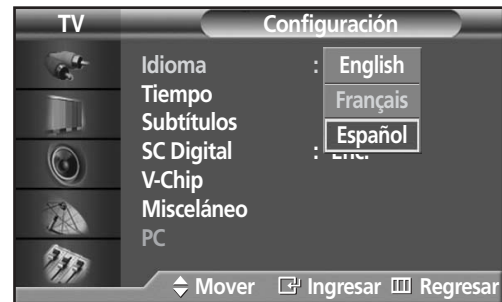 TV Configuración
Idioma : English
Tiempo Français
Subtítulos Español
SC Digital :
V-Chip
Misceláneo
PC
Mover Ingresar Regresar